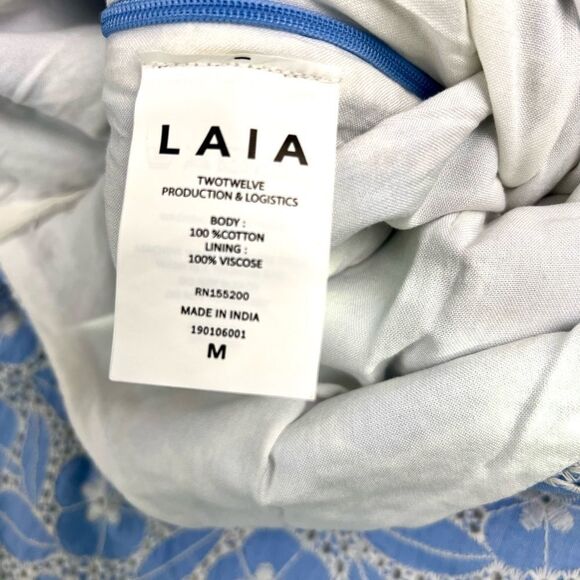 LAIA
TWOTWELVE
PRODUCTION & LOGISTICS
BODY :
100 %COTTON
LINING :
100% VISCOSE
RN155200
MADE IN INDIA
190106001
M